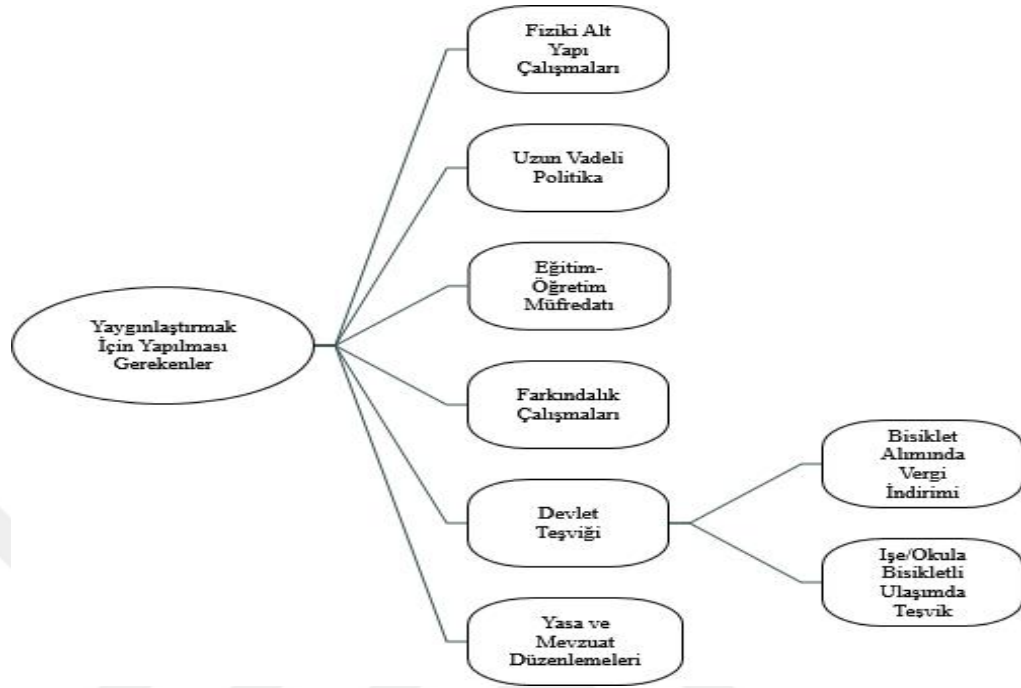 Fiziki Alt
Yapı
Çalışmaları
Uzun Vadeli
Politika
Eğitim-
Öğretim
Müfredatı
Yaygınlaştırmak
İçin Yapılması
Gerekenler
Farkındalık
Çalışmaları
Devlet
Teşviği
Bisiklet
Alımında
Vergi
İndirimi
Işe/Okula
Bisikletli
Ulaşımda
Teşvik
Yasa ve
Mevzuat
Düzenlemeleri